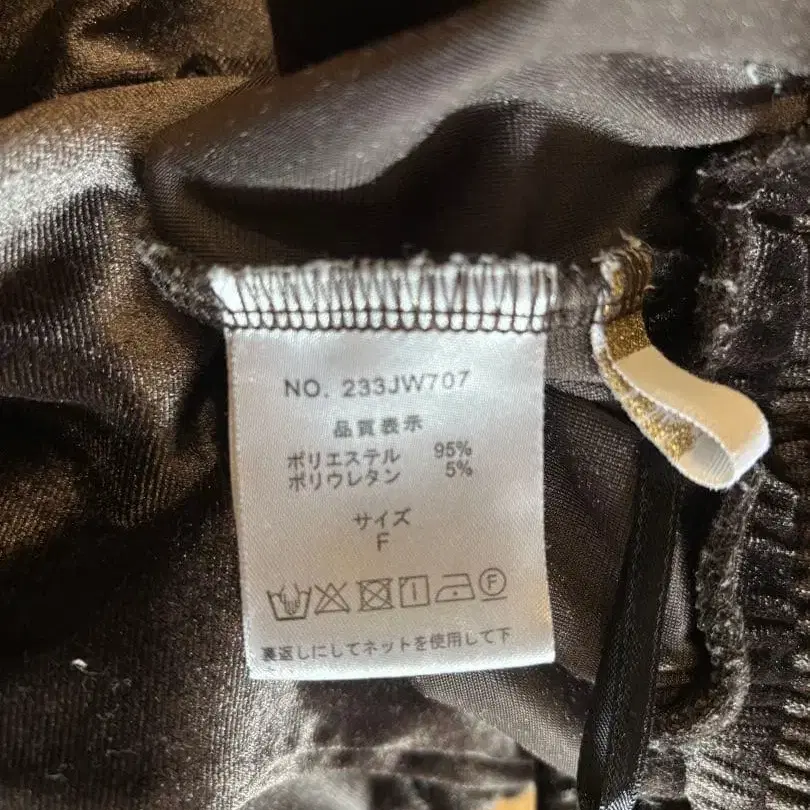 NO. 233JW707
品質表示
ポリエステル 95%
ポリウレタン 5%
サイズ
F
F
裏返しにしてネットを使用して下